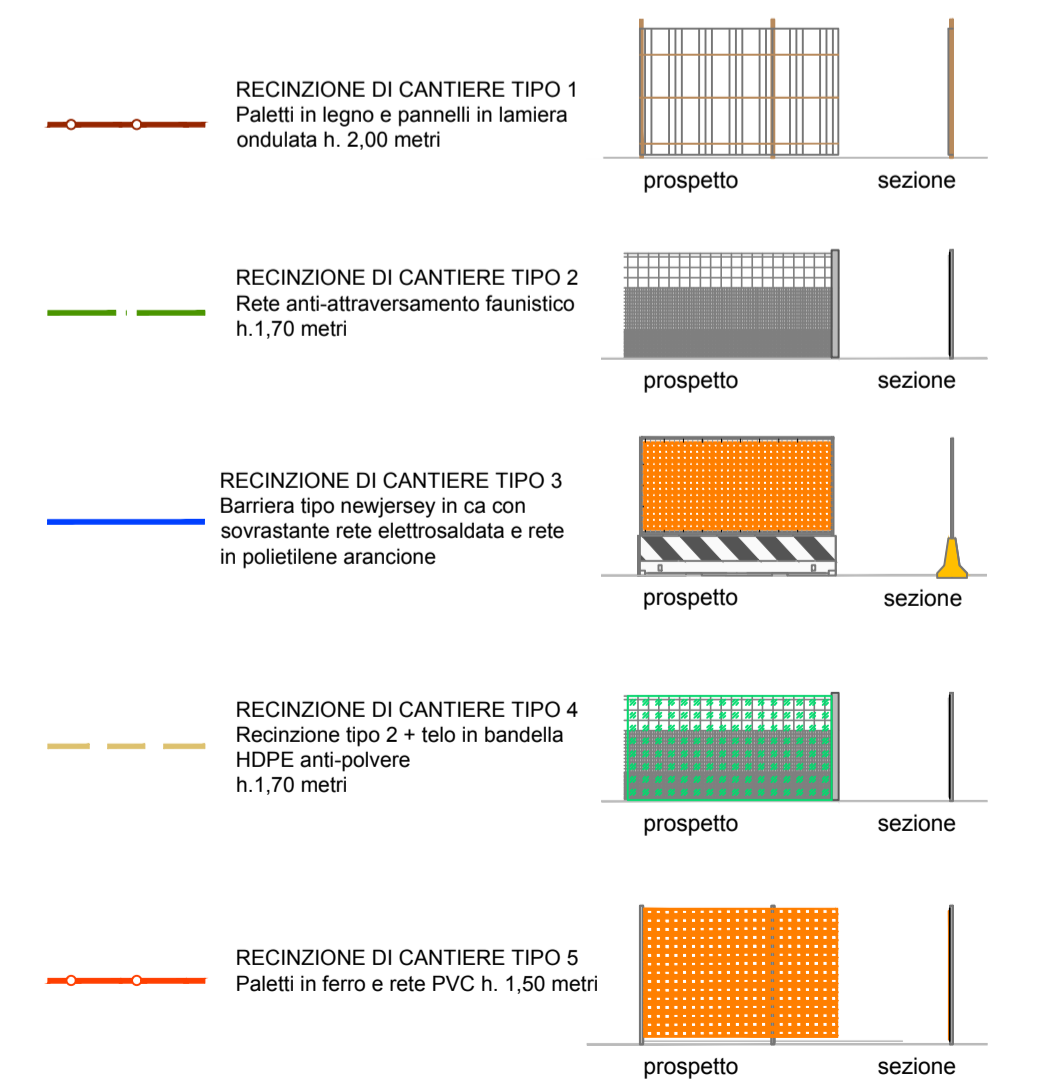 RECINZIONE DI CANTIERE TIPO 1
Paletti in legno e pannelli in lamiera
ondulata h. 2,00 metri
prospetto
sezione
RECINZIONE DI CANTIERE TIPO 2
Rete anti-attraversamento faunistico
h.1,70 metri
prospetto
sezione
RECINZIONE DI CANTIERE TIPO 3
Barriera tipo newjersey in ca con
sovrastante rete elettrosaldata e rete
in polietilene arancione
prospetto
sezione
RECINZIONE DI CANTIERE TIPO 4
Recinzione tipo 2 + telo in bandella
HDPE anti-polvere
h.1,70 metri
prospetto
sezione
RECINZIONE DI CANTIERE TIPO 5
Paletti in ferro e rete PVC h. 1,50 metri
prospetto
sezione